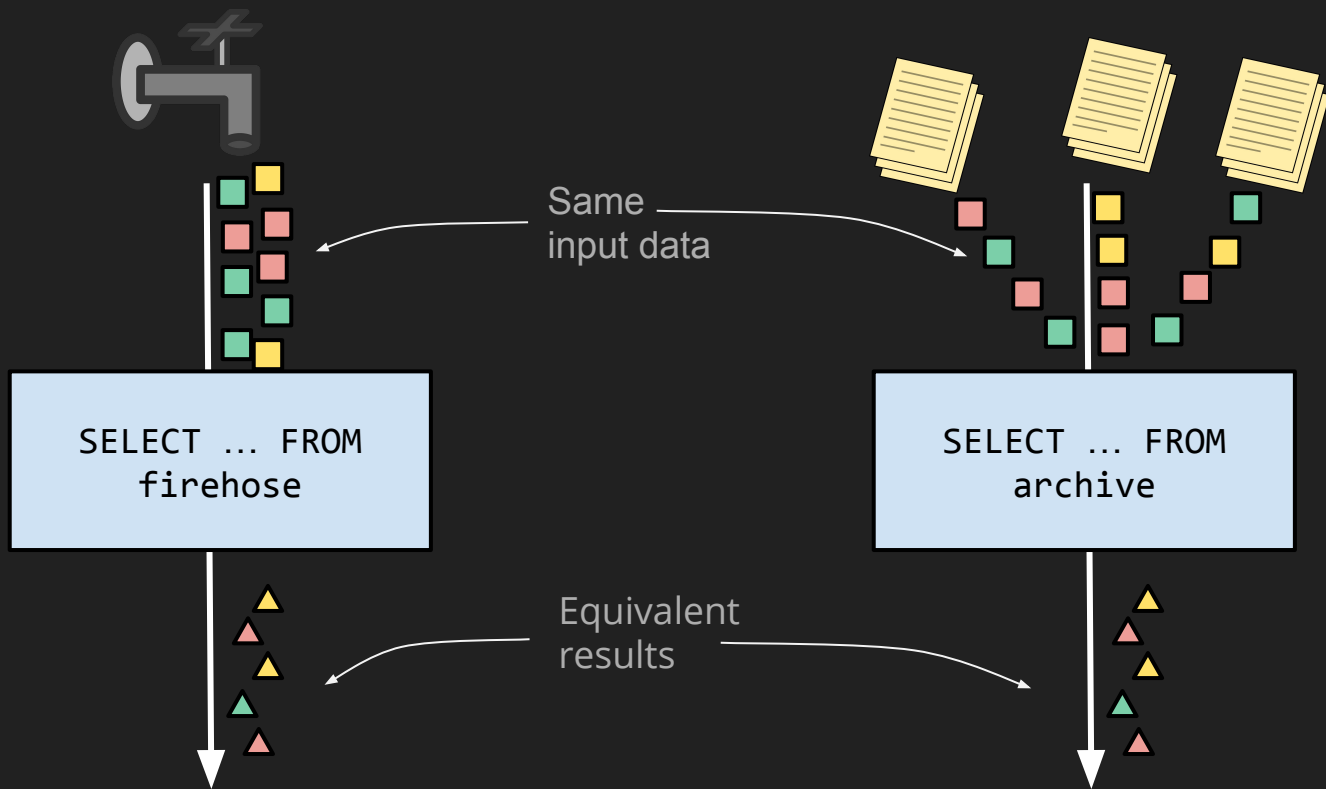 Same
input data
SELECT … FROM
firehose
SELECT … FROM
archive
Equivalent
results